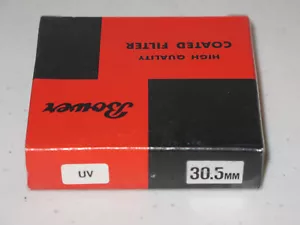 HIGH QUALITY
COATED FILTER
Bower
UV
30.5MM